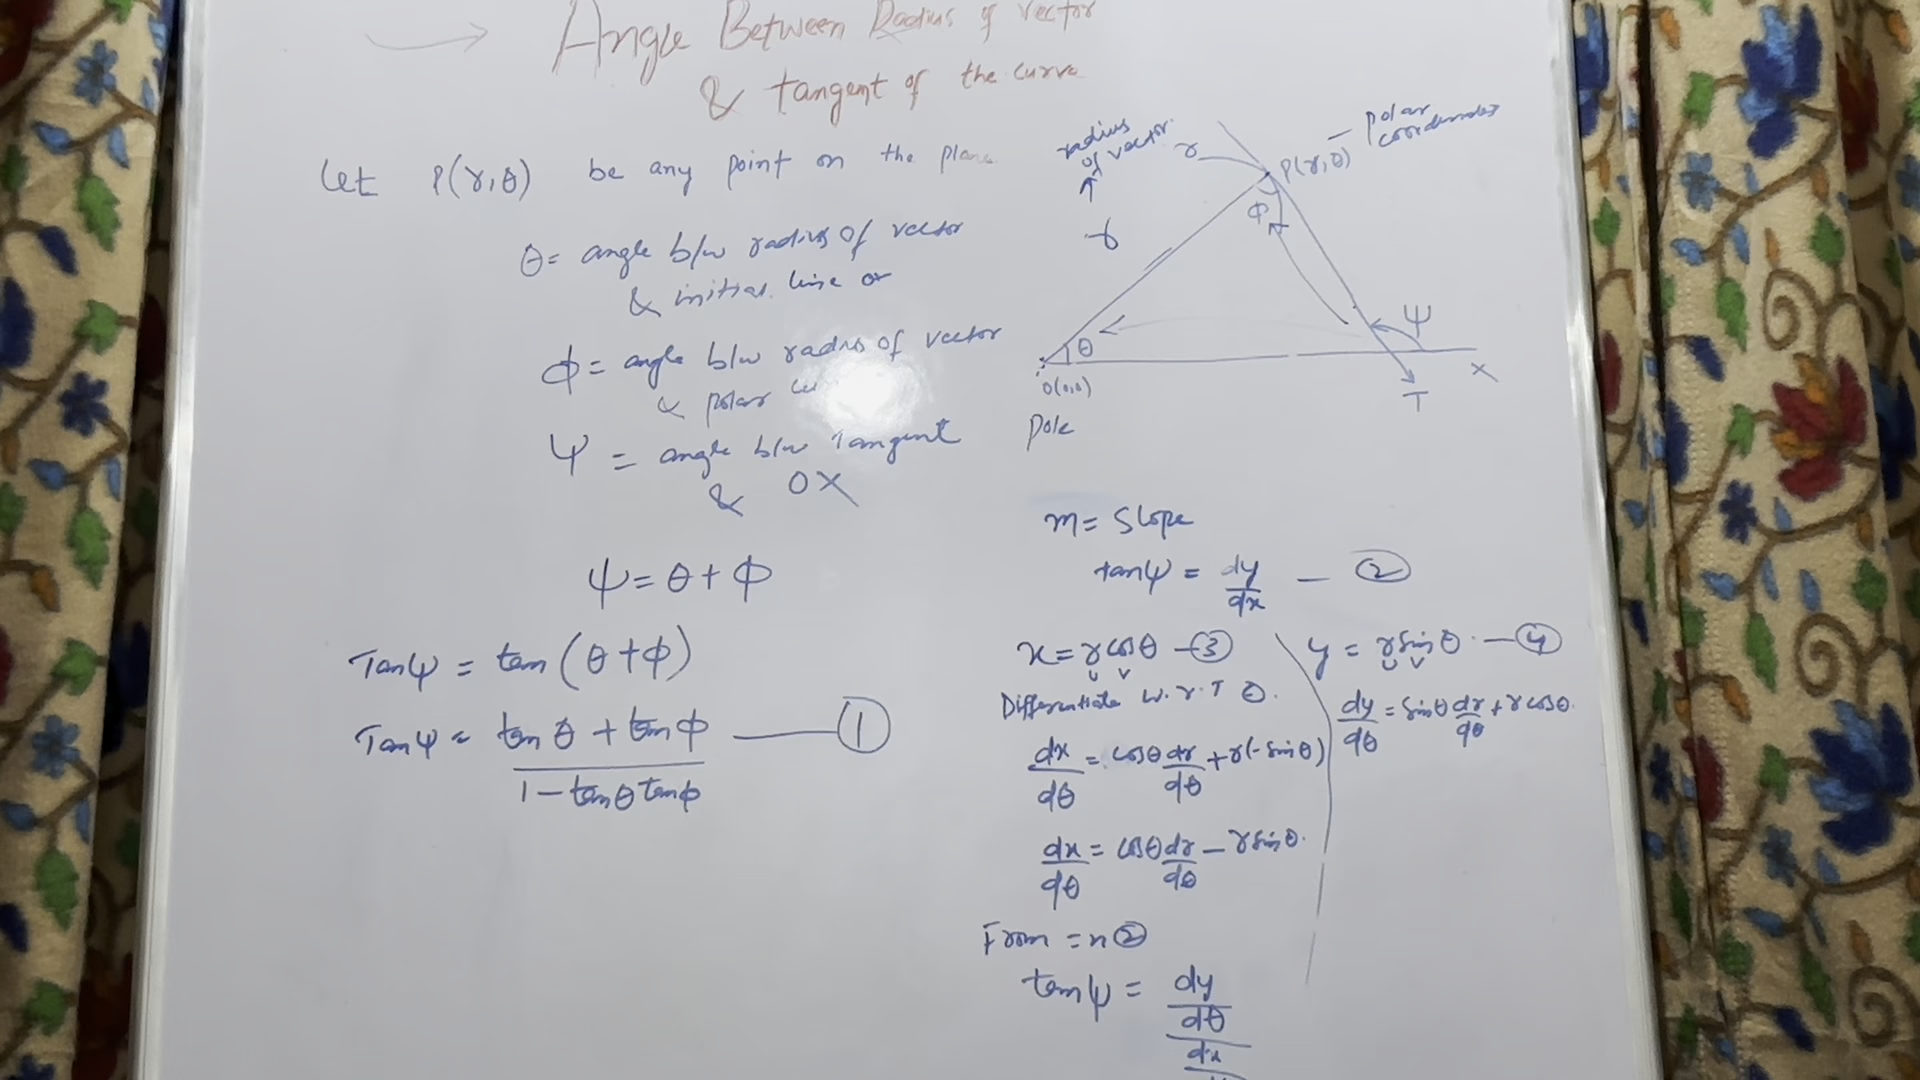 Angle Between Radius of vector
& tangent of the curve
Let P(r,θ) be any point on the plane
θ = angle b/w radius of vector
& initial line or
ϕ = angle b/w radius of vector
& polar
Ψ = angle b/w Tangent
& OX
ψ = θ + ϕ
Tanψ = tan (θ+ϕ)
Tanψ = tan θ + tan ϕ / 1 - tanθ tanϕ — ①
radius
of vector
r
P(r,θ) - polar
coordinates
ϕ
θ
Ψ
O(0,0)
X
T
Pole
m = Slope
tanψ = dy/dx — ②
x = r cosθ — ③
u v
Differentiate w.r.T θ.
dx/dθ = cosθ dr/dθ + r(-sinθ)
dx/dθ = cosθ dr/dθ - r sinθ.
y = r sinθ. — ④
u v
dy/dθ = sinθ dr/dθ + r cosθ.
From =n ②
tanψ = dy/dθ / dx